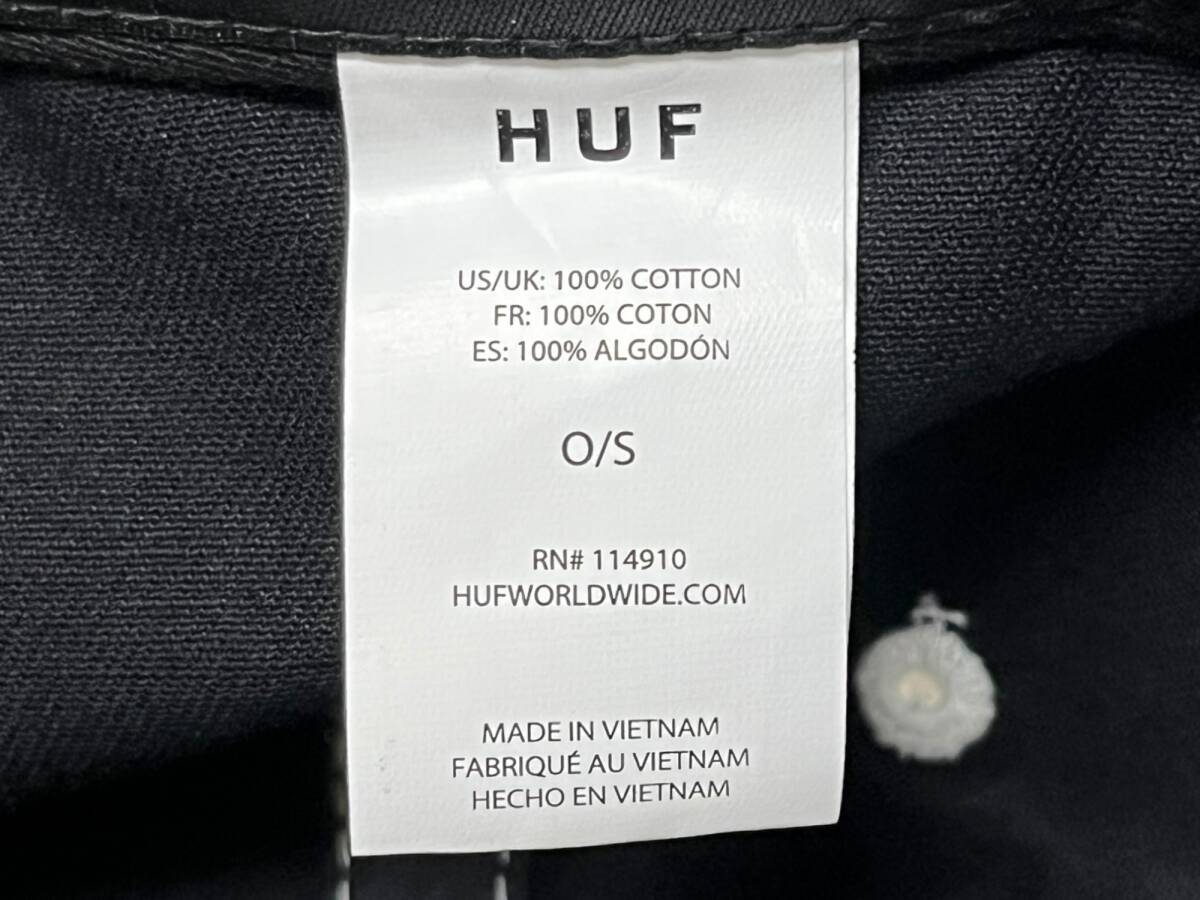 HUF
US/UK: 100% COTTON
FR: 100% COTON
ES: 100% ALGODÓN
O/S
RN# 114910
HUFWORLDWIDE.COM
MADE IN VIETNAM
FABRIQUÉ AU VIETNAM
HECHO EN VIETNAM